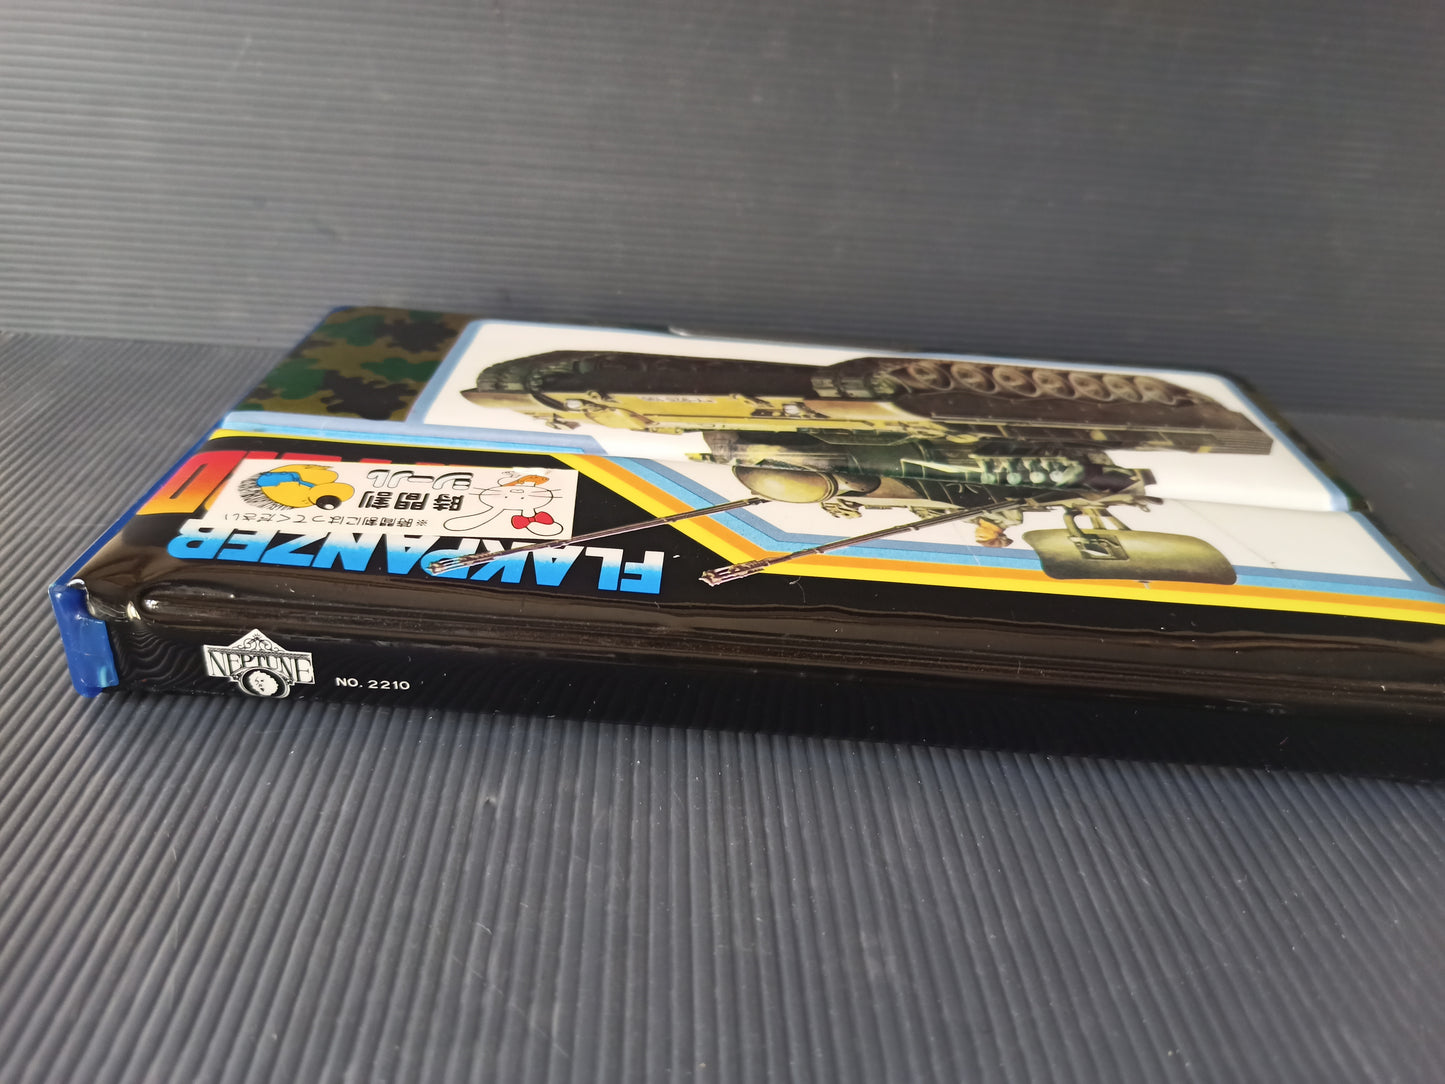 FLAKPANZER
時間割
シール
※時間割にはってください
NEPTUNE
NO. 2210